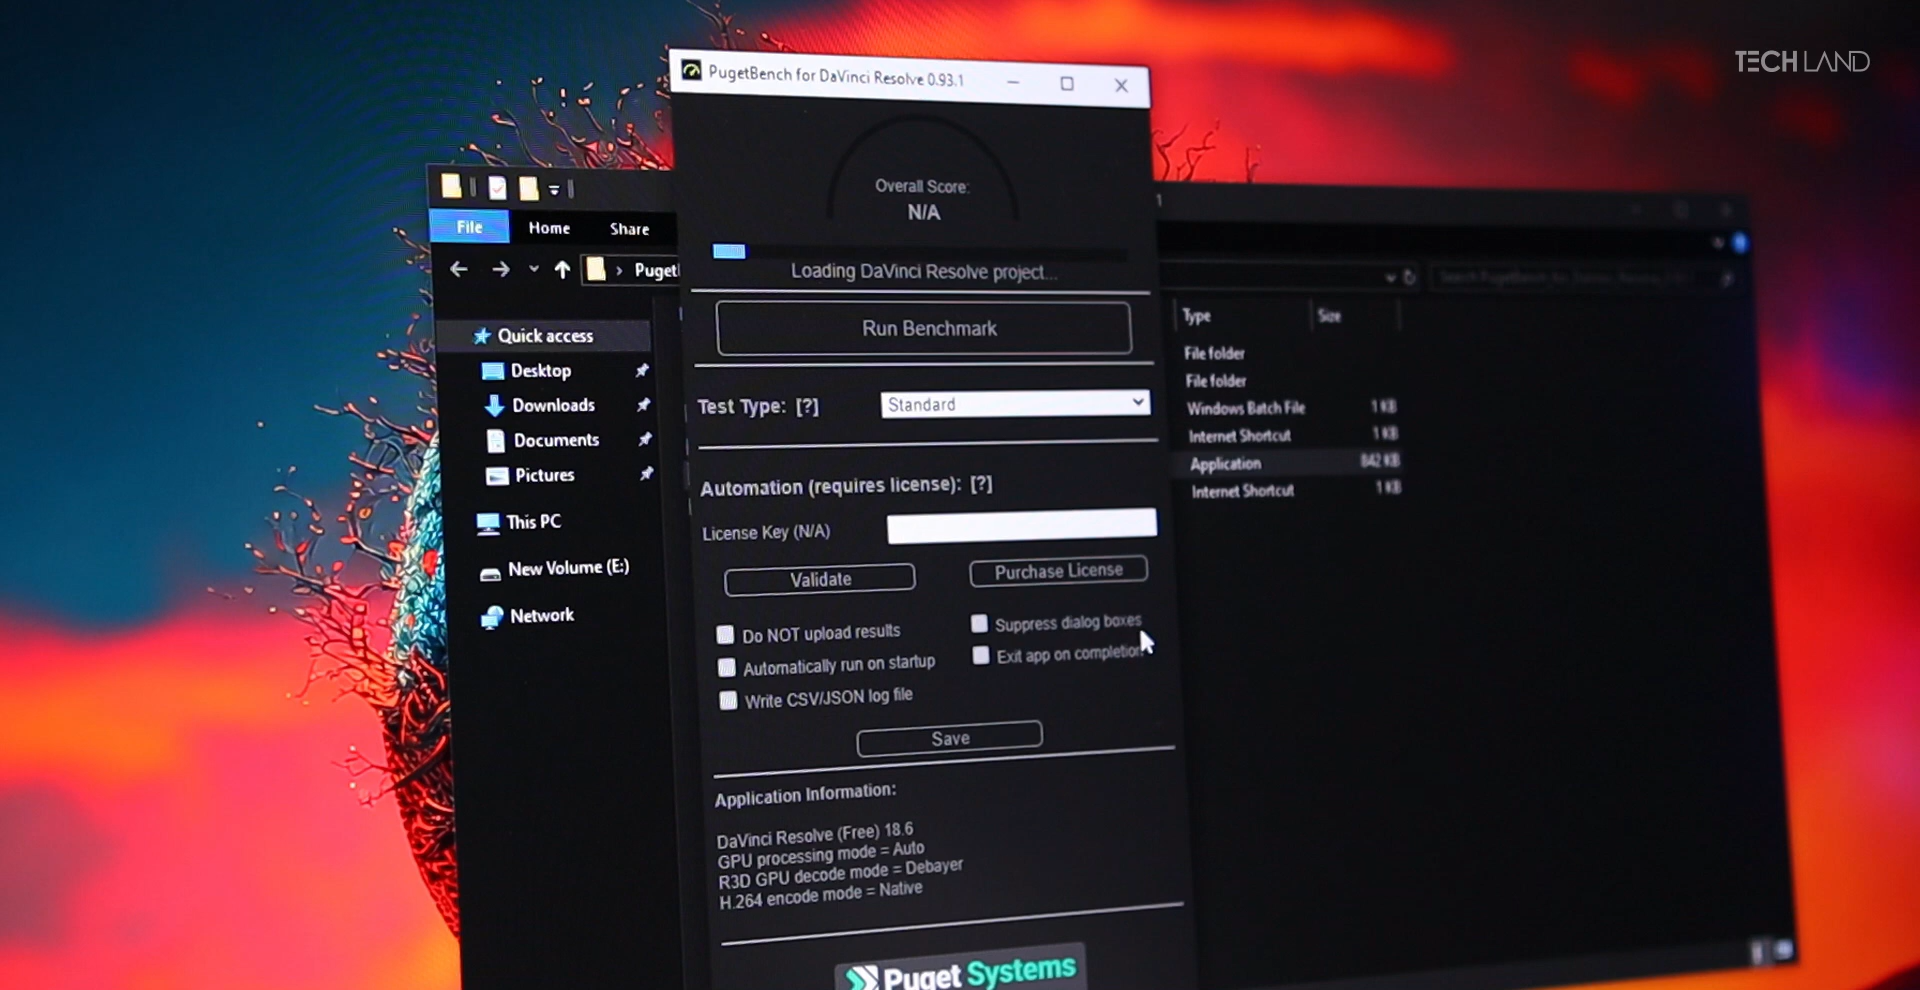 TECHLAND
PugetBench for DaVinci Resolve 0.93.1
Overall Score:
N/A
Loading DaVinci Resolve project...
Run Benchmark
Test Type: [?]
Standard
Automation (requires license): [?]
License Key (N/A)
Validate
Purchase License
Do NOT upload results
Suppress dialog boxes
Automatically run on startup
Exit app on completion
Write CSV/JSON log file
Save
Application Information:
DaVinci Resolve (Free) 18.6
GPU processing mode = Auto
R3D GPU decode mode = Debayer
H.264 encode mode = Native
Puget Systems
File
Home
Share
Quick access
Desktop
Downloads
Documents
Pictures
This PC
New Volume (E:)
Network
Type
Size
File folder
File folder
Windows Batch File
1 KB
Internet Shortcut
1 KB
Application
842 KB
Internet Shortcut
1 KB